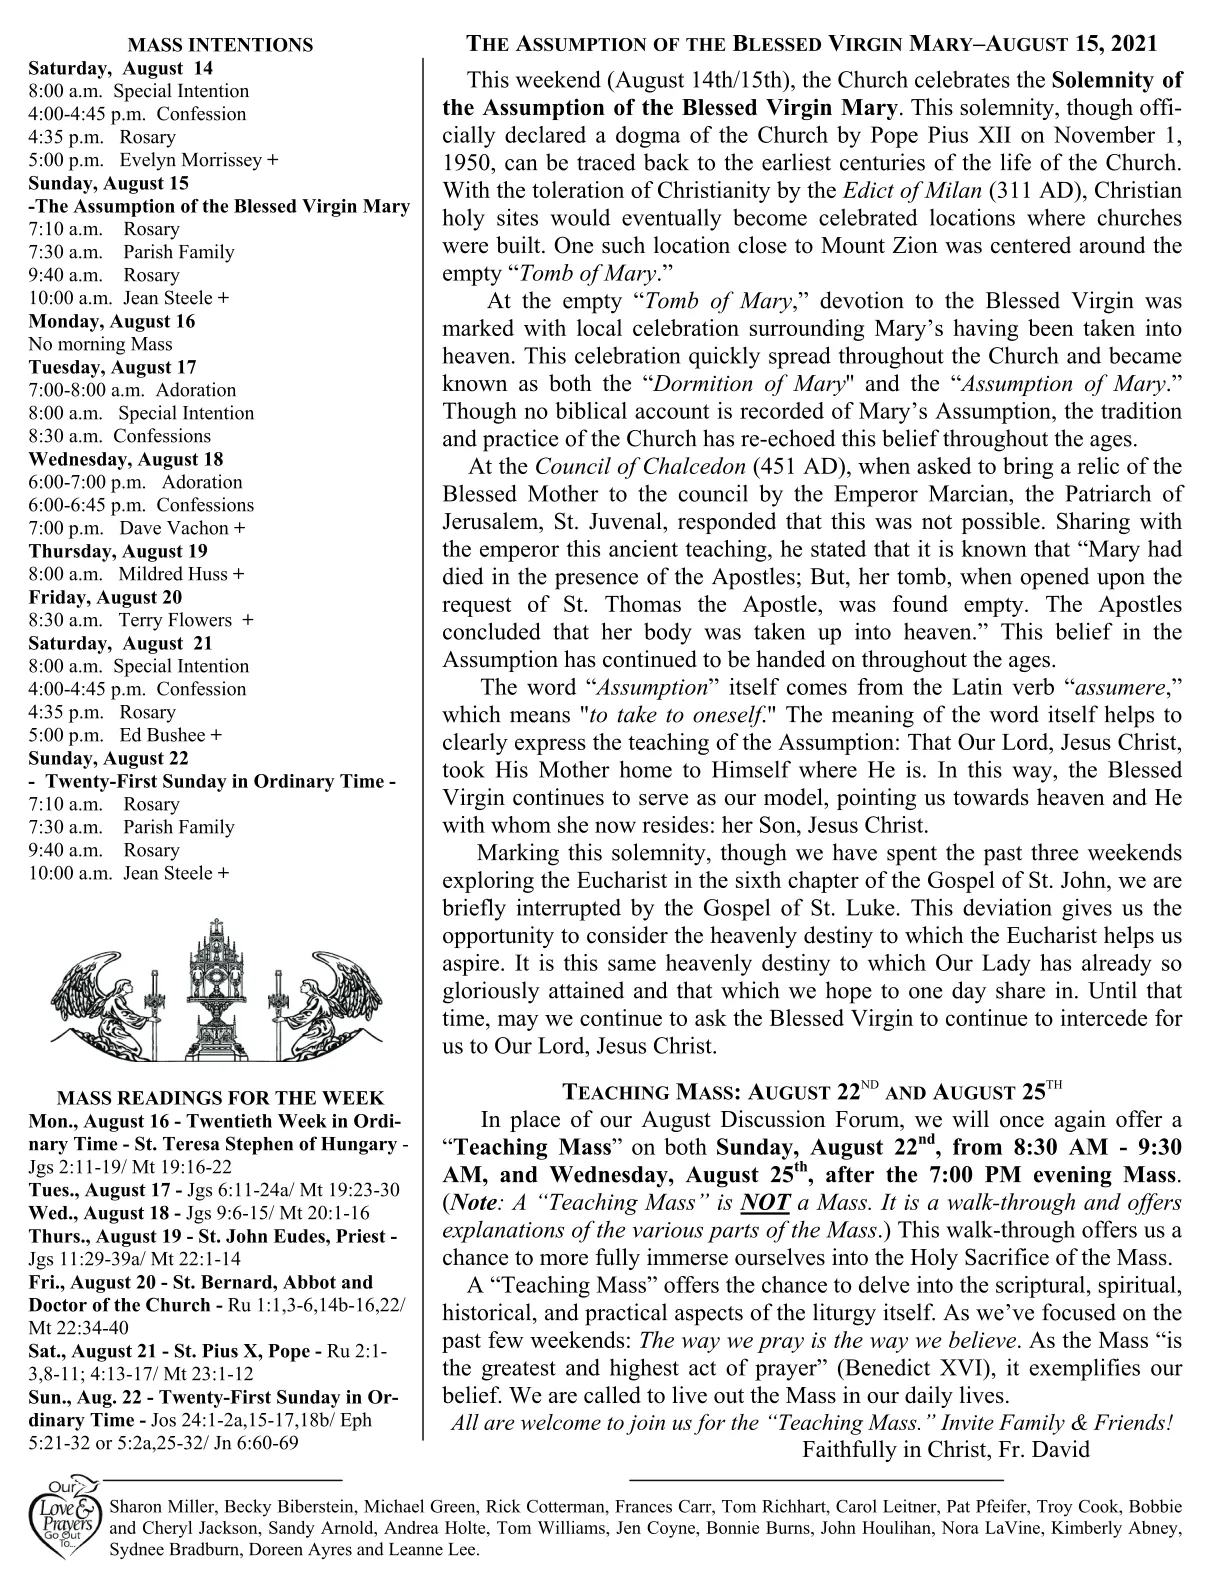 MASS INTENTIONS
Saturday, August 14
8:00 a.m. Special Intention
4:00-4:45 p.m. Confession
4:35 p.m. Rosary
5:00 p.m. Evelyn Morrissey +
Sunday, August 15
-The Assumption of the Blessed Virgin Mary
7:10 a.m. Rosary
7:30 a.m. Parish Family
9:40 a.m. Rosary
10:00 a.m. Jean Steele +
Monday, August 16
No morning Mass
Tuesday, August 17
7:00-8:00 a.m. Adoration
8:00 a.m. Special Intention
8:30 a.m. Confessions
Wednesday, August 18
6:00-7:00 p.m. Adoration
6:00-6:45 p.m. Confessions
7:00 p.m. Dave Vachon +
Thursday, August 19
8:00 a.m. Mildred Huss +
Friday, August 20
8:30 a.m. Terry Flowers +
Saturday, August 21
8:00 a.m. Special Intention
4:00-4:45 p.m. Confession
4:35 p.m. Rosary
5:00 p.m. Ed Bushee +
Sunday, August 22
- Twenty-First Sunday in Ordinary Time -
7:10 a.m. Rosary
7:30 a.m. Parish Family
9:40 a.m. Rosary
10:00 a.m. Jean Steele +
MASS READINGS FOR THE WEEK
Mon., August 16 - Twentieth Week in Ordi-
nary Time - St. Teresa Stephen of Hungary -
Jgs 2:11-19/ Mt 19:16-22
Tues., August 17 - Jgs 6:11-24a/ Mt 19:23-30
Wed., August 18 - Jgs 9:6-15/ Mt 20:1-16
Thurs., August 19 - St. John Eudes, Priest -
Jgs 11:29-39a/ Mt 22:1-14
Fri., August 20 - St. Bernard, Abbot and
Doctor of the Church - Ru 1:1,3-6,14b-16,22/
Mt 22:34-40
Sat., August 21 - St. Pius X, Pope - Ru 2:1-
3,8-11; 4:13-17/ Mt 23:1-12
Sun., Aug. 22 - Twenty-First Sunday in Or-
dinary Time - Jos 24:1-2a,15-17,18b/ Eph
5:21-32 or 5:2a,25-32/ Jn 6:60-69
THE ASSUMPTION OF THE BLESSED VIRGIN MARY–AUGUST 15, 2021
This weekend (August 14th/15th), the Church celebrates the Solemnity of
the Assumption of the Blessed Virgin Mary. This solemnity, though offi-
cially declared a dogma of the Church by Pope Pius XII on November 1,
1950, can be traced back to the earliest centuries of the life of the Church.
With the toleration of Christianity by the Edict of Milan (311 AD), Christian
holy sites would eventually become celebrated locations where churches
were built. One such location close to Mount Zion was centered around the
empty “Tomb of Mary.”
At the empty “Tomb of Mary,” devotion to the Blessed Virgin was
marked with local celebration surrounding Mary’s having been taken into
heaven. This celebration quickly spread throughout the Church and became
known as both the “Dormition of Mary" and the “Assumption of Mary.”
Though no biblical account is recorded of Mary’s Assumption, the tradition
and practice of the Church has re-echoed this belief throughout the ages.
At the Council of Chalcedon (451 AD), when asked to bring a relic of the
Blessed Mother to the council by the Emperor Marcian, the Patriarch of
Jerusalem, St. Juvenal, responded that this was not possible. Sharing with
the emperor this ancient teaching, he stated that it is known that “Mary had
died in the presence of the Apostles; But, her tomb, when opened upon the
request of St. Thomas the Apostle, was found empty. The Apostles
concluded that her body was taken up into heaven.” This belief in the
Assumption has continued to be handed on throughout the ages.
The word “Assumption” itself comes from the Latin verb “assumere,”
which means "to take to oneself." The meaning of the word itself helps to
clearly express the teaching of the Assumption: That Our Lord, Jesus Christ,
took His Mother home to Himself where He is. In this way, the Blessed
Virgin continues to serve as our model, pointing us towards heaven and He
with whom she now resides: her Son, Jesus Christ.
Marking this solemnity, though we have spent the past three weekends
exploring the Eucharist in the sixth chapter of the Gospel of St. John, we are
briefly interrupted by the Gospel of St. Luke. This deviation gives us the
opportunity to consider the heavenly destiny to which the Eucharist helps us
aspire. It is this same heavenly destiny to which Our Lady has already so
gloriously attained and that which we hope to one day share in. Until that
time, may we continue to ask the Blessed Virgin to continue to intercede for
us to Our Lord, Jesus Christ.
TEACHING MASS: AUGUST 22ND AND AUGUST 25TH
In place of our August Discussion Forum, we will once again offer a
“Teaching Mass” on both Sunday, August 22nd, from 8:30 AM - 9:30
AM, and Wednesday, August 25th, after the 7:00 PM evening Mass.
(Note: A “Teaching Mass” is NOT a Mass. It is a walk-through and offers
explanations of the various parts of the Mass.) This walk-through offers us a
chance to more fully immerse ourselves into the Holy Sacrifice of the Mass.
A “Teaching Mass” offers the chance to delve into the scriptural, spiritual,
historical, and practical aspects of the liturgy itself. As we’ve focused on the
past few weekends: The way we pray is the way we believe. As the Mass “is
the greatest and highest act of prayer” (Benedict XVI), it exemplifies our
belief. We are called to live out the Mass in our daily lives.
All are welcome to join us for the “Teaching Mass.” Invite Family & Friends!
Faithfully in Christ, Fr. David
Our
Love &
Prayers
Go Out
To...
Sharon Miller, Becky Biberstein, Michael Green, Rick Cotterman, Frances Carr, Tom Richhart, Carol Leitner, Pat Pfeifer, Troy Cook, Bobbie
and Cheryl Jackson, Sandy Arnold, Andrea Holte, Tom Williams, Jen Coyne, Bonnie Burns, John Houlihan, Nora LaVine, Kimberly Abney,
Sydnee Bradburn, Doreen Ayres and Leanne Lee.